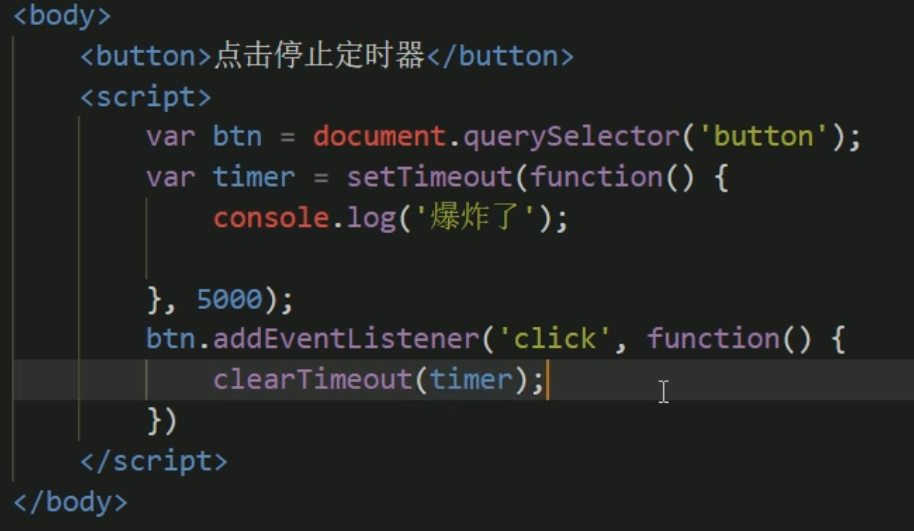 <body>
<button>点击停止定时器</button>
<script>
var btn = document.querySelector('button');
var timer = setTimeout(function() {
console.log('爆炸了');
}, 5000);
btn.addEventListener('click', function() {
clearTimeout(timer);
})
</script>
</body>